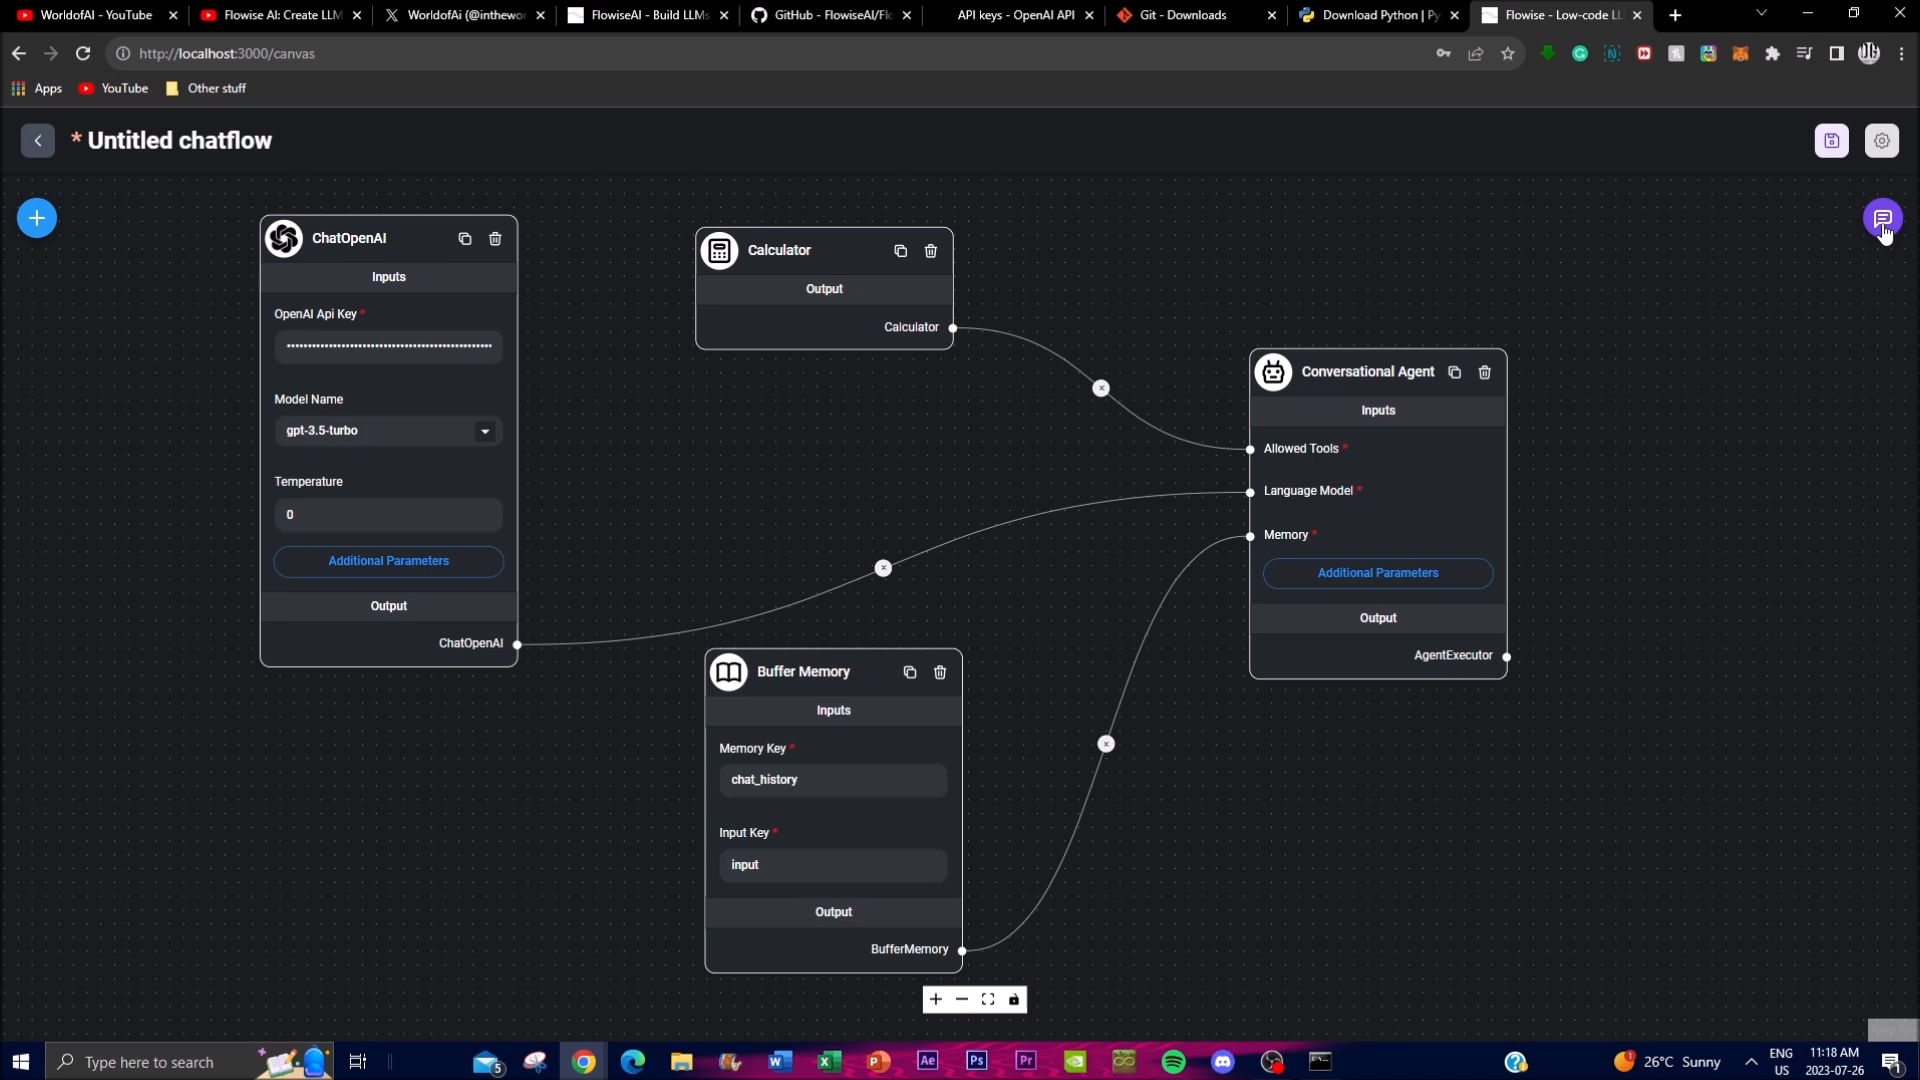 WorldofAI - YouTube
Flowise AI: Create LLM
WorldofAi (@inthewor
FlowiseAI - Build LLMs
GitHub - FlowiseAI/Flo
API keys - OpenAI API
Git - Downloads
Download Python | Py
Flowise - Low-code LL
http://localhost:3000/canvas
Apps
YouTube
Other stuff
* Untitled chatflow
ChatOpenAI
Inputs
OpenAI Api Key *
Model Name
gpt-3.5-turbo
Temperature
0
Additional Parameters
Output
ChatOpenAI
Calculator
Output
Calculator
Buffer Memory
Inputs
Memory Key *
chat_history
Input Key *
input
Output
BufferMemory
Conversational Agent
Inputs
Allowed Tools *
Language Model *
Memory *
Additional Parameters
Output
AgentExecutor
Type here to search
5
26°C Sunny
ENG
US
11:18 AM
2023-07-26